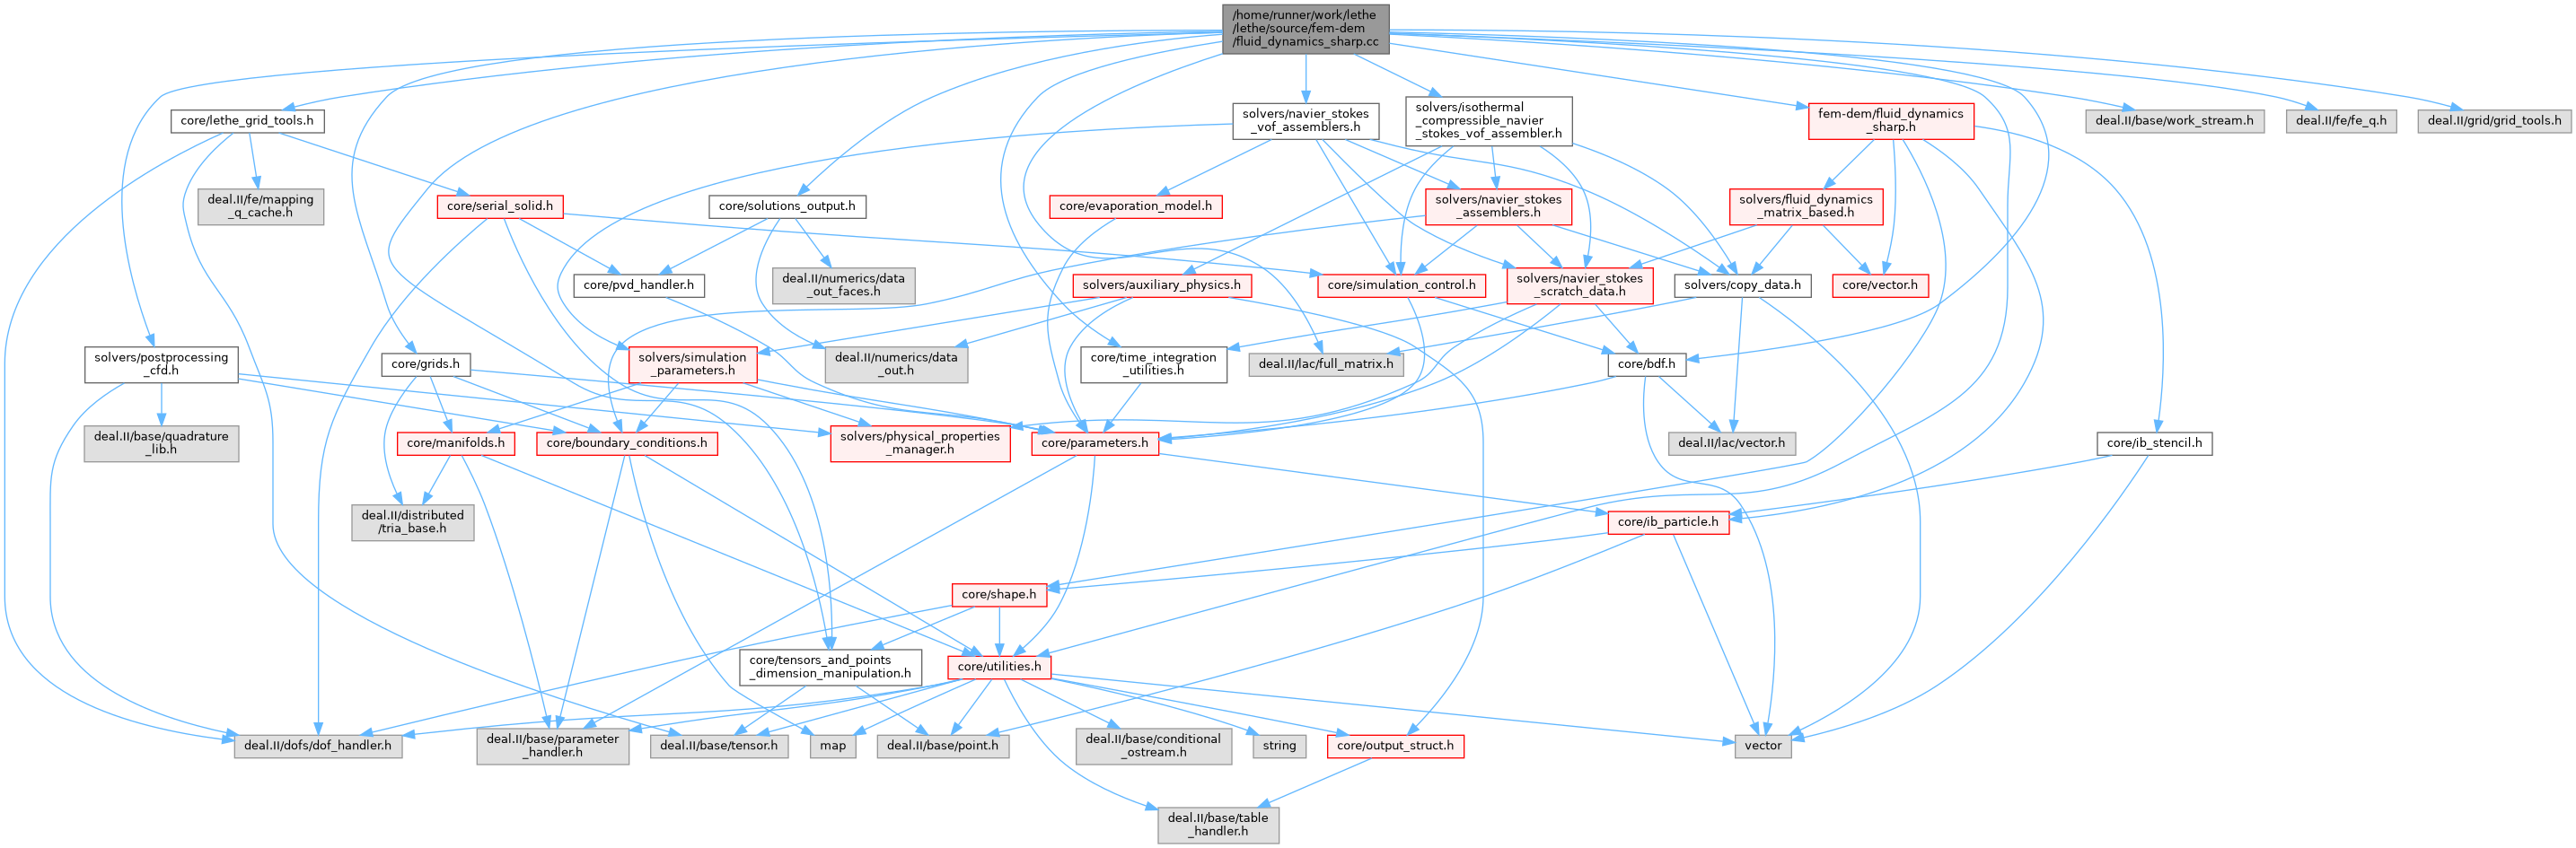 /home/runner/work/lethe
/lethe/source/fem-dem
/fluid_dynamics_sharp.cc
core/lethe_grid_tools.h
solvers/navier_stokes
_vof_assemblers.h
solvers/isothermal
_compressible_navier
_stokes_vof_assembler.h
fem-dem/fluid_dynamics
_sharp.h
deal.II/base/work_stream.h
deal.II/fe/fe_q.h
deal.II/grid/grid_tools.h
deal.II/fe/mapping
_q_cache.h
core/serial_solid.h
core/solutions_output.h
core/evaporation_model.h
solvers/navier_stokes
_assemblers.h
solvers/fluid_dynamics
_matrix_based.h
core/pvd_handler.h
deal.II/numerics/data
_out_faces.h
solvers/auxiliary_physics.h
core/simulation_control.h
solvers/navier_stokes
_scratch_data.h
solvers/copy_data.h
core/vector.h
solvers/postprocessing
_cfd.h
core/grids.h
solvers/simulation
_parameters.h
deal.II/numerics/data
_out.h
core/time_integration
_utilities.h
deal.II/lac/full_matrix.h
core/bdf.h
deal.II/base/quadrature
_lib.h
core/manifolds.h
core/boundary_conditions.h
solvers/physical_properties
_manager.h
core/parameters.h
deal.II/lac/vector.h
core/ib_stencil.h
deal.II/distributed
/tria_base.h
core/ib_particle.h
core/shape.h
core/tensors_and_points
_dimension_manipulation.h
core/utilities.h
deal.II/dofs/dof_handler.h
deal.II/base/parameter
_handler.h
deal.II/base/tensor.h
map
deal.II/base/point.h
deal.II/base/conditional
_ostream.h
string
core/output_struct.h
vector
deal.II/base/table
_handler.h